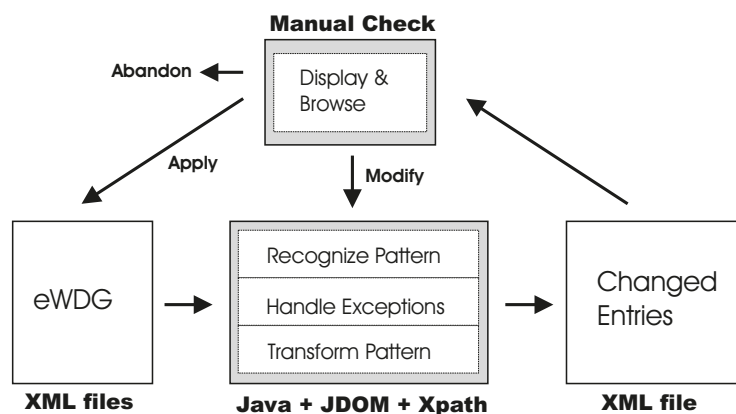 Manual Check
Abandon
Display &
Browse
Apply
Modify
eWDG
Recognize Pattern
Handle Exceptions
Transform Pattern
Changed
Entries
XML files
Java + JDOM + Xpath
XML file